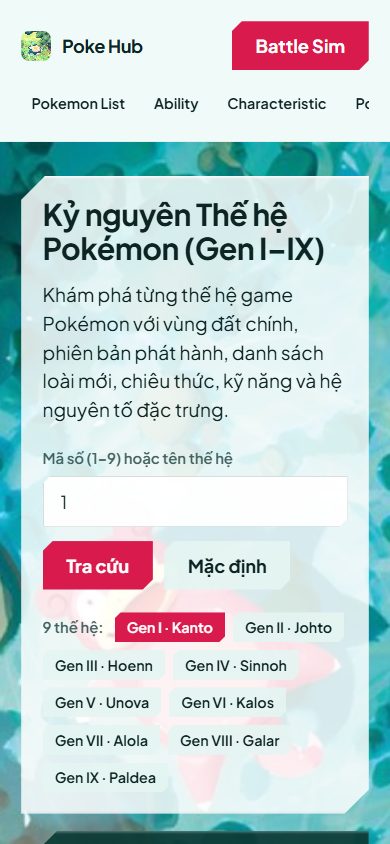 Poke Hub
Battle Sim
Pokemon List Ability Characteristic
Kỷ nguyên Thế hệ
Pokémon (Gen I–IX)
Khám phá từng thế hệ game
Pokémon với vùng đất chính,
phiên bản phát hành, danh sách
loài mới, chiêu thức, kỹ năng và hệ
nguyên tố đặc trưng.
Mã số (1–9) hoặc tên thế hệ
1
Tra cứu Mặc định
9 thế hệ: Gen I · Kanto Gen II · Johto
Gen III · Hoenn Gen IV · Sinnoh
Gen V · Unova Gen VI · Kalos
Gen VII · Alola Gen VIII · Galar
Gen IX · Paldea